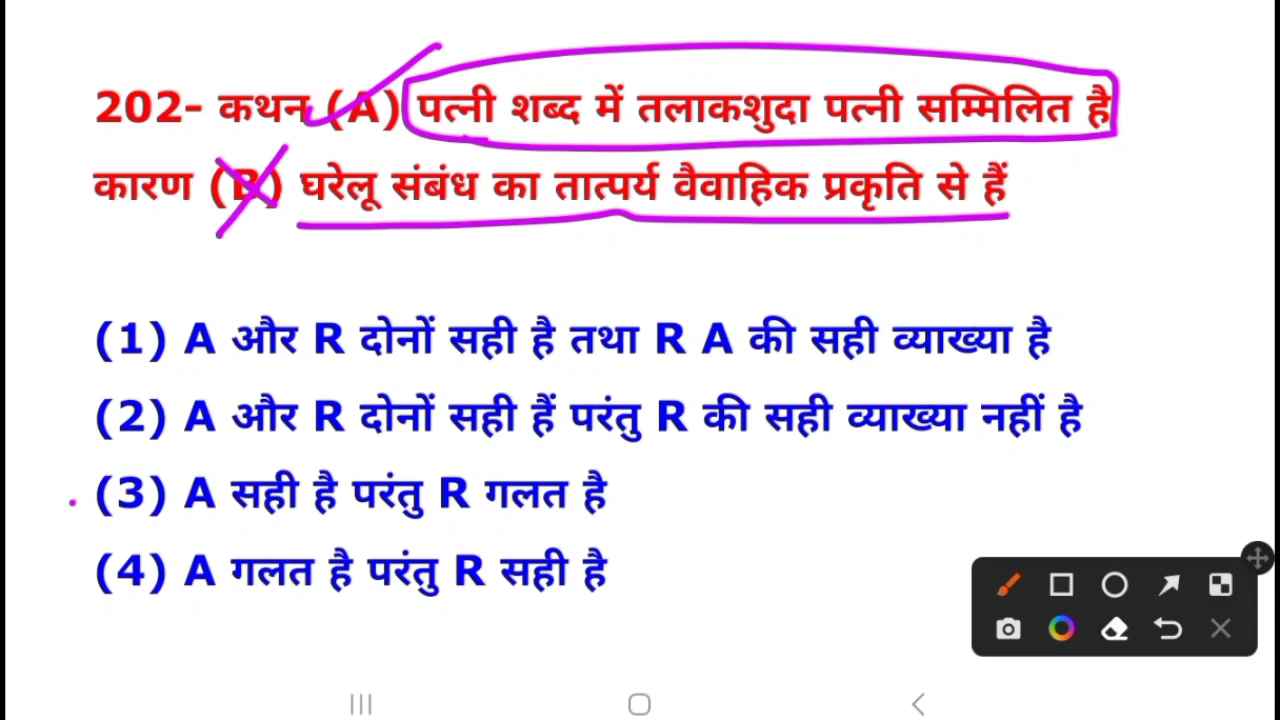 202- कथन (A) पत्नी शब्द में तलाकशुदा पत्नी सम्मिलित है
कारण (B) घरेलू संबंध का तात्पर्य वैवाहिक प्रकृति से हैं
(1) A और R दोनों सही है तथा R A की सही व्याख्या है
(2) A और R दोनों सही हैं परंतु R की सही व्याख्या नहीं है
(3) A सही है परंतु R गलत है
(4) A गलत है परंतु R सही है